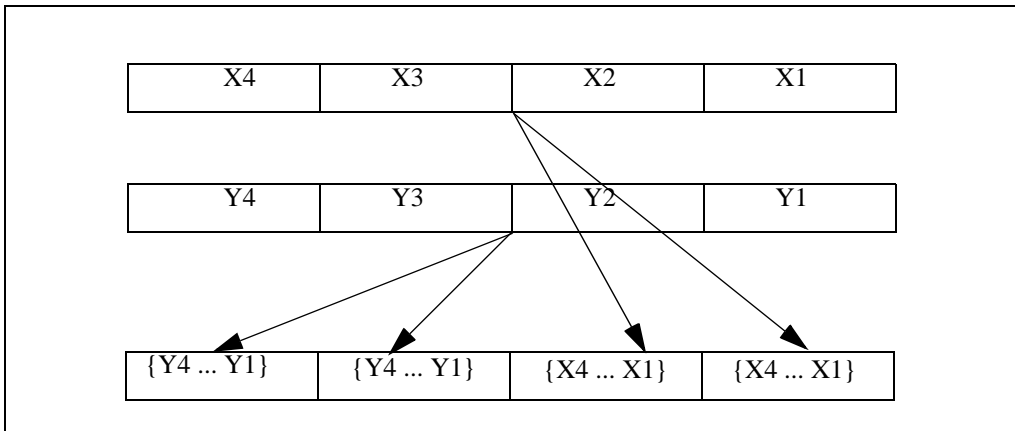 X4 X3 X2 X1
Y4 Y3 Y2 Y1
{Y4 ... Y1} {Y4 ... Y1} {X4 ... X1} {X4 ... X1}